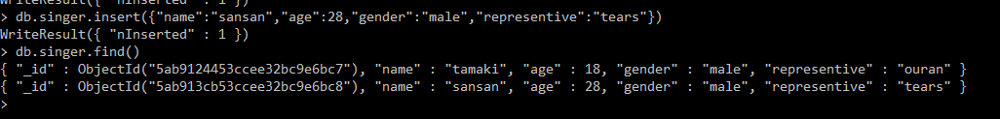 WriteResult({ "nInserted" : 1 })
> db.singer.insert({"name":"sansan","age":28,"gender":"male","representive":"tears"})
WriteResult({ "nInserted" : 1 })
> db.singer.find()
{ "_id" : ObjectId("5ab9124453ccee32bc9e6bc7"), "name" : "tamaki", "age" : 18, "gender" : "male", "representive" : "ouran" }
{ "_id" : ObjectId("5ab913cb53ccee32bc9e6bc8"), "name" : "sansan", "age" : 28, "gender" : "male", "representive" : "tears" }
>